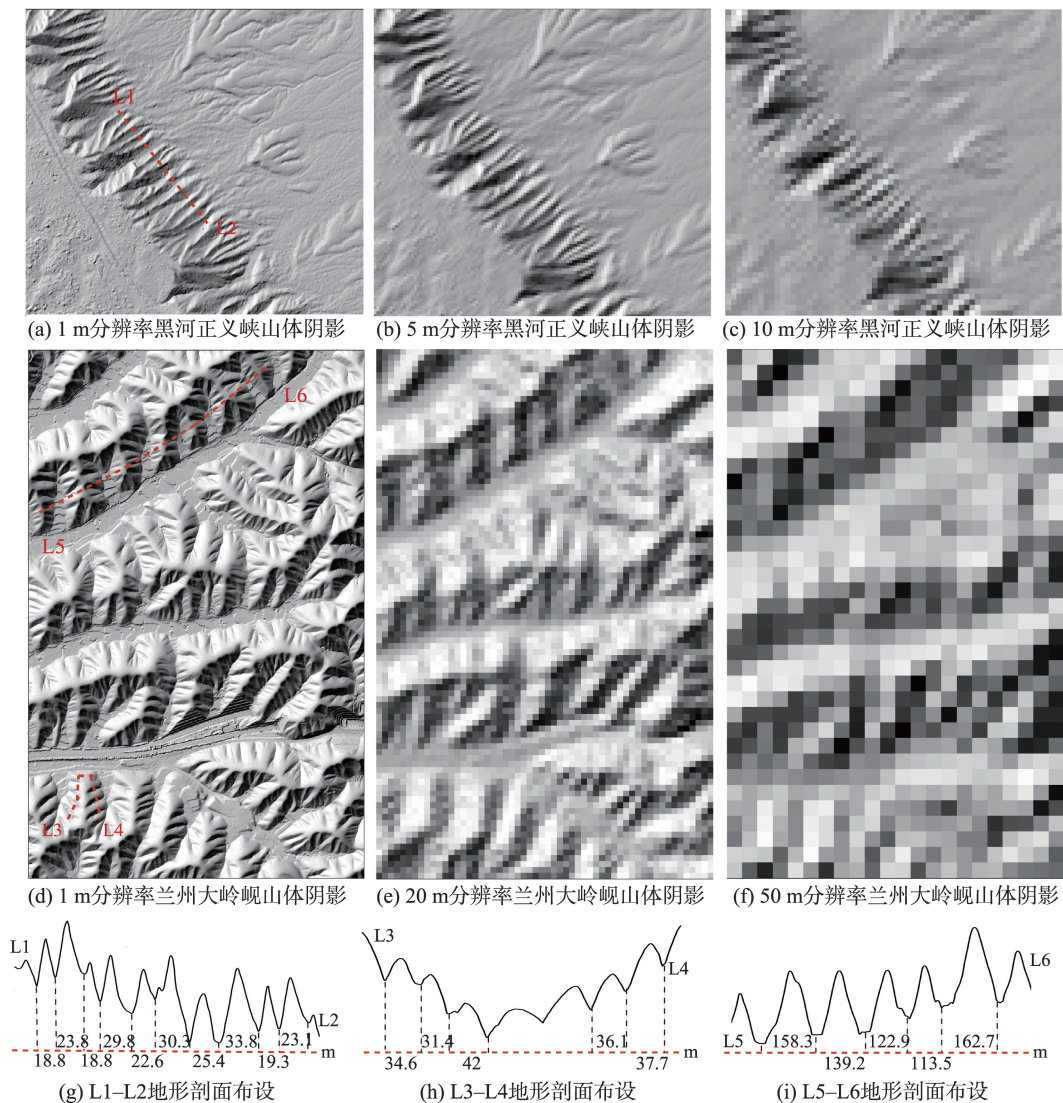 L1
L2
(a) 1 m分辨率黑河正义峡山体阴影
(b) 5 m分辨率黑河正义峡山体阴影
(c) 10 m分辨率黑河正义峡山体阴影
L6
L5
L3
L4
(d) 1 m分辨率兰州大岭岘山体阴影
(e) 20 m分辨率兰州大岭岘山体阴影
(f) 50 m分辨率兰州大岭岘山体阴影
L1
L2
23.8
29.8
30.3
33.8
23.1
m
18.8
18.8
22.6
25.4
19.3
(g) L1–L2地形剖面布设
L3
L4
31.4
36.1
m
34.6
42
37.7
(h) L3–L4地形剖面布设
L6
L5
158.3
122.9
162.7
m
139.2
113.5
(i) L5–L6地形剖面布设